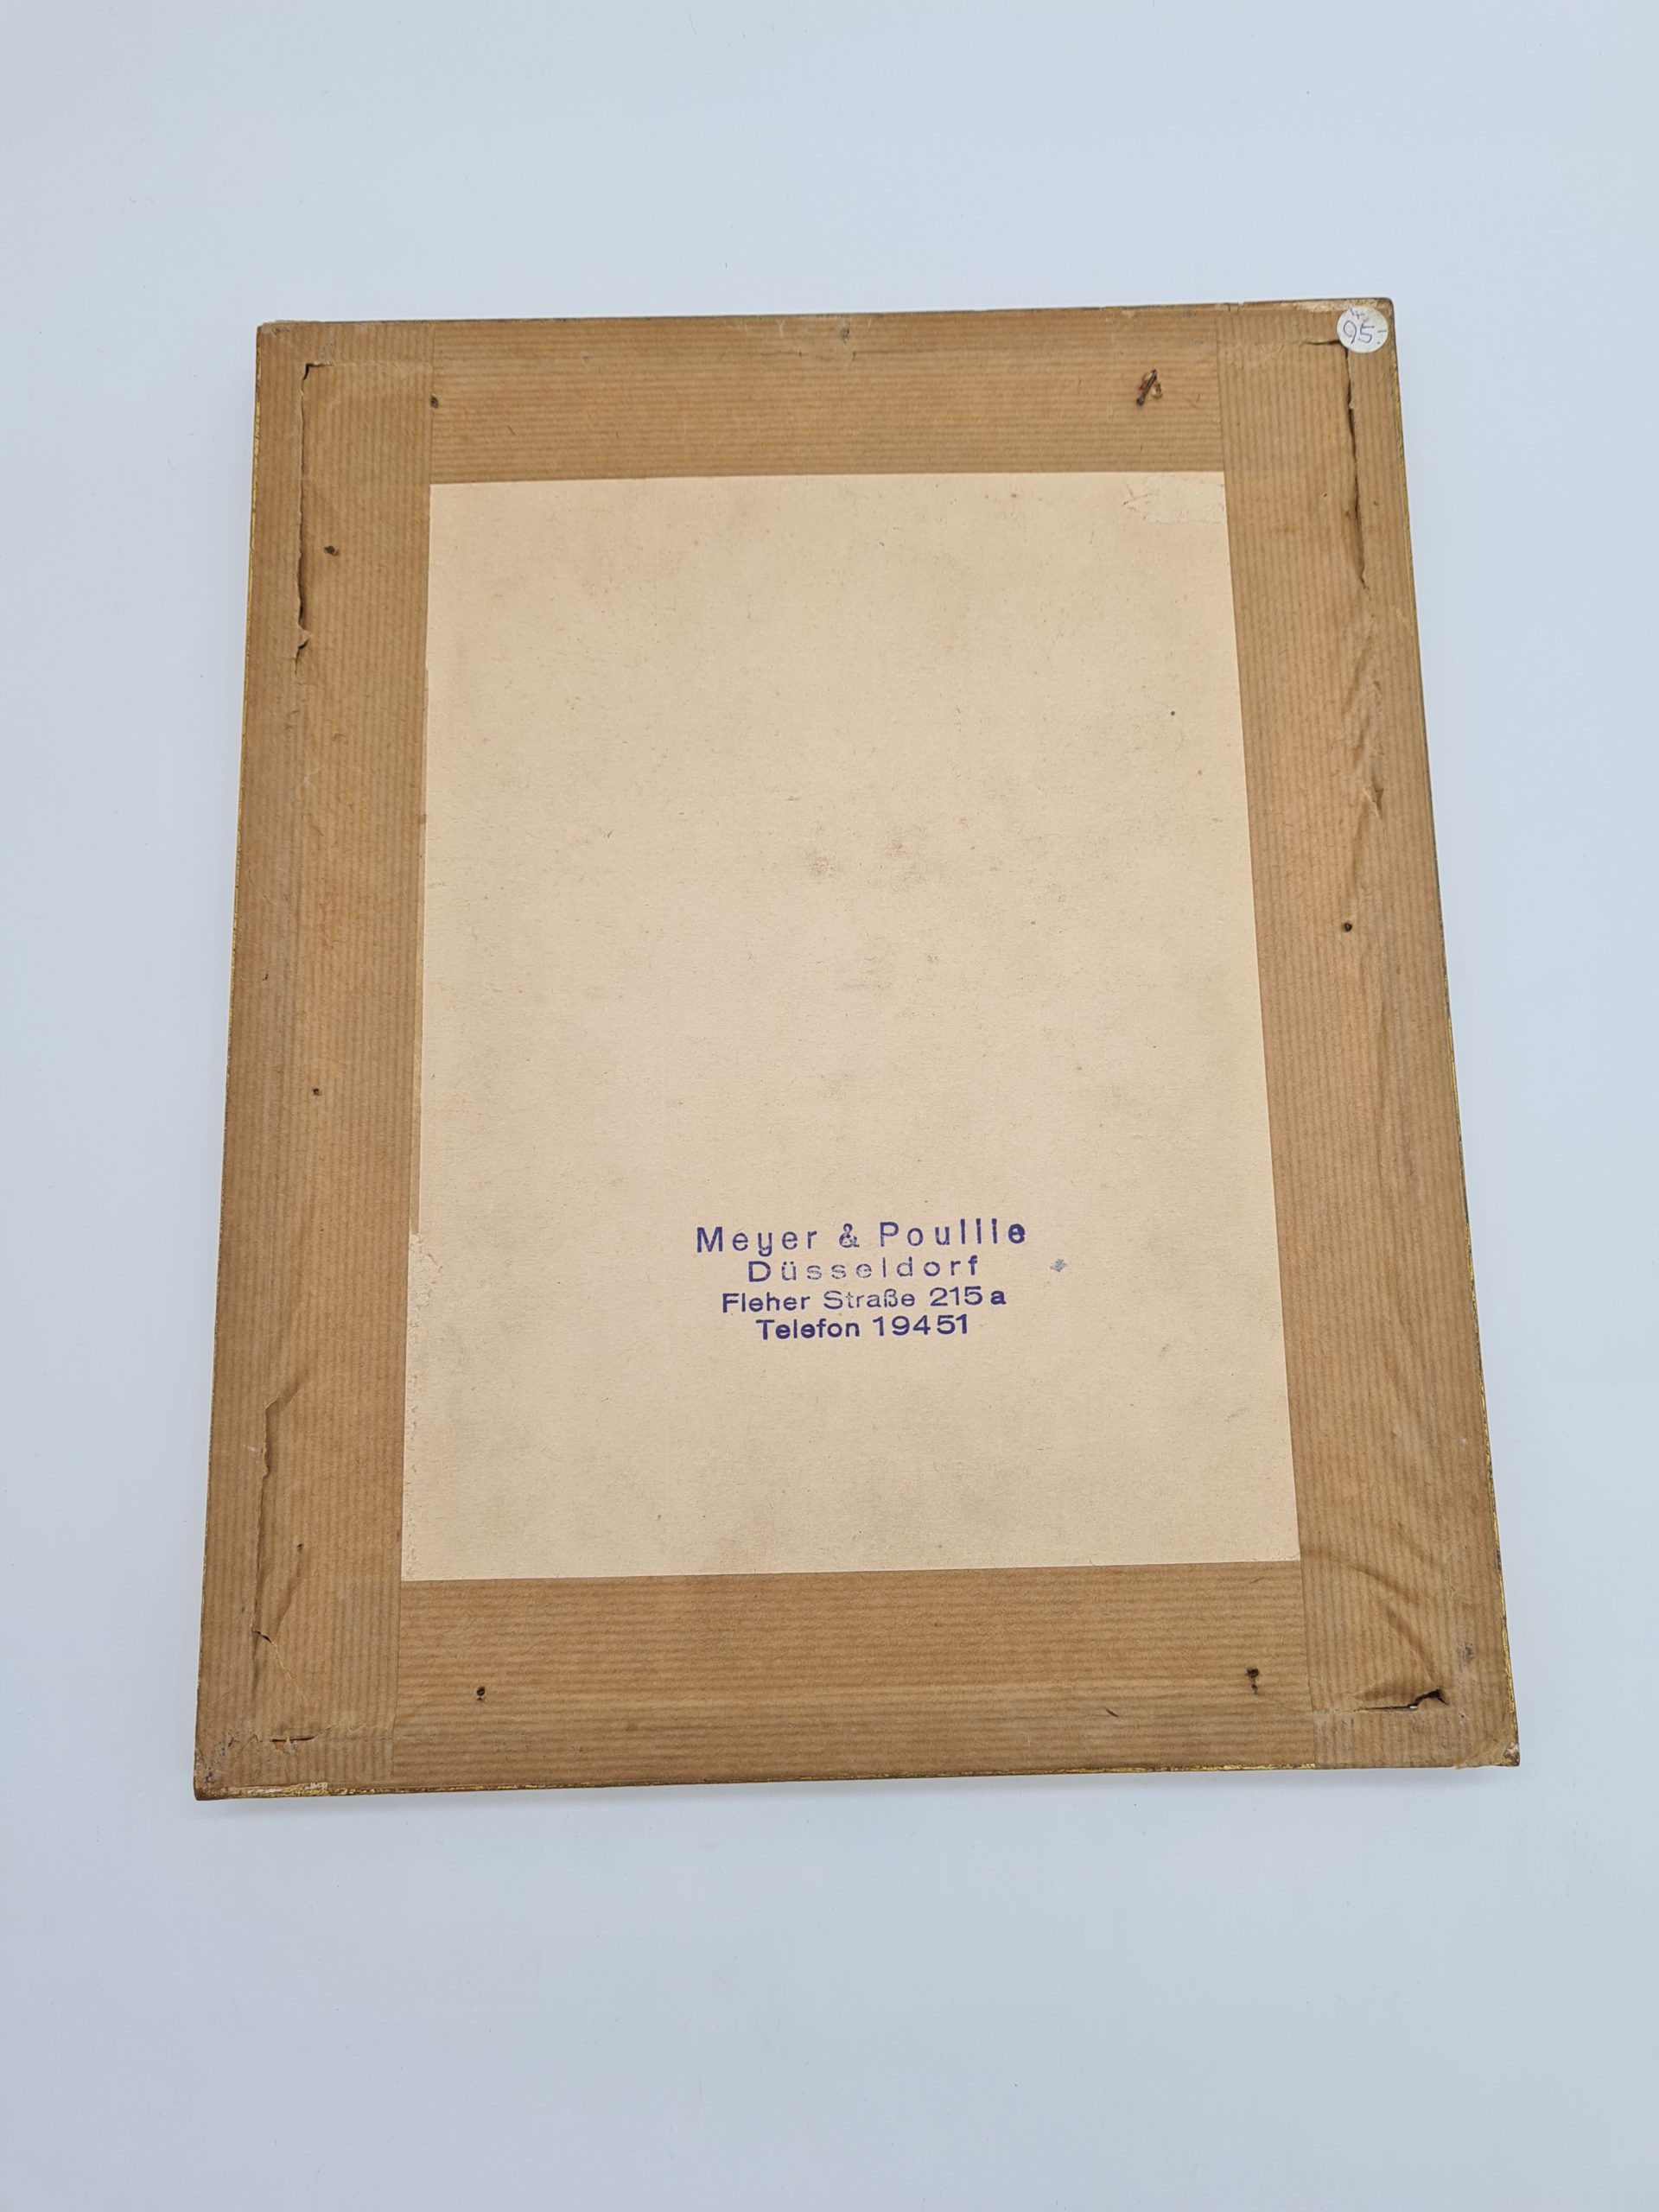 95.-
Meyer & Poullie
Düsseldorf
Fleher Straße 215 a
Telefon 19451